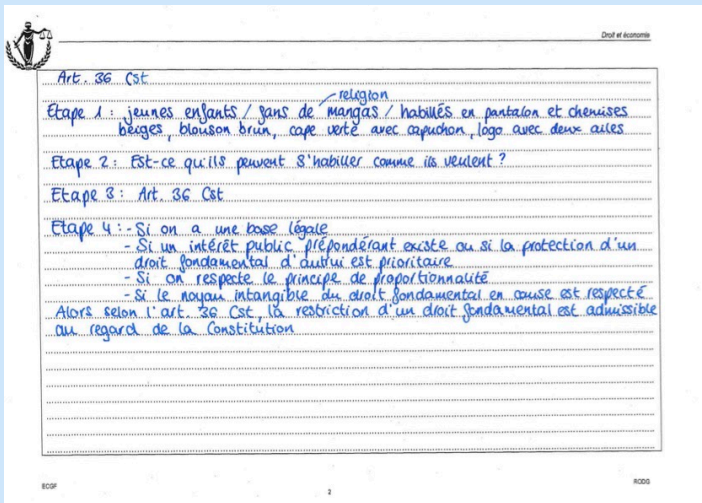 Droit et économie
Art. 36 Cst
religion
Etape 1 : jeunes enfants / fans de mangas / habillés en pantalon et chemises
beiges, blouson brun, cape verte avec capuchon, logo avec deux ailes
Etape 2 : Est-ce qu'ils peuvent s'habiller comme ils veulent ?
Etape 3 : Art. 36 Cst
Etape 4 : - Si on a une base légale
- Si un intérêt public prépondérant existe ou si la protection d'un
droit fondamental d'autrui est prioritaire
- Si on respecte le principe de proportionnalité
- Si le noyau intangible du droit fondamental en cause est respecté
Alors selon l'art. 36 Cst, la restriction d'un droit fondamental est admissible
au regard de la Constitution
ECGF
2
RODG